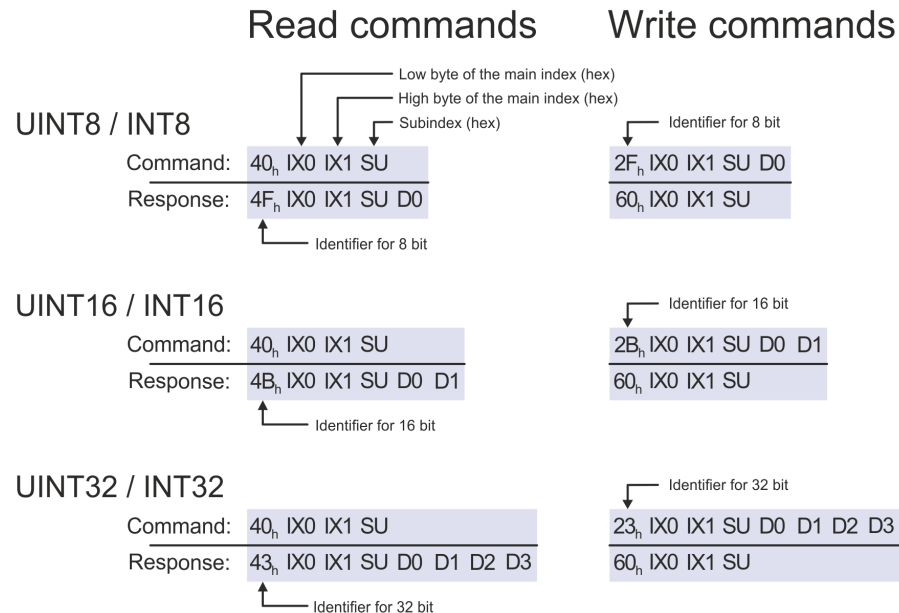 Read commands Write commands
Low byte of the main index (hex)
High byte of the main index (hex)
UINT8 / INT8
Subindex (hex)
Identifier for 8 bit
Command: 40h IX0 IX1 SU 2Fh IX0 IX1 SU D0
Response: 4Fh IX0 IX1 SU D0 60h IX0 IX1 SU
Identifier for 8 bit
UINT16 / INT16
Identifier for 16 bit
Command: 40h IX0 IX1 SU 2Bh IX0 IX1 SU D0 D1
Response: 4Bh IX0 IX1 SU D0 D1 60h IX0 IX1 SU
Identifier for 16 bit
UINT32 / INT32
Identifier for 32 bit
Command: 40h IX0 IX1 SU 23h IX0 IX1 SU D0 D1 D2 D3
Response: 43h IX0 IX1 SU D0 D1 D2 D3 60h IX0 IX1 SU
Identifier for 32 bit